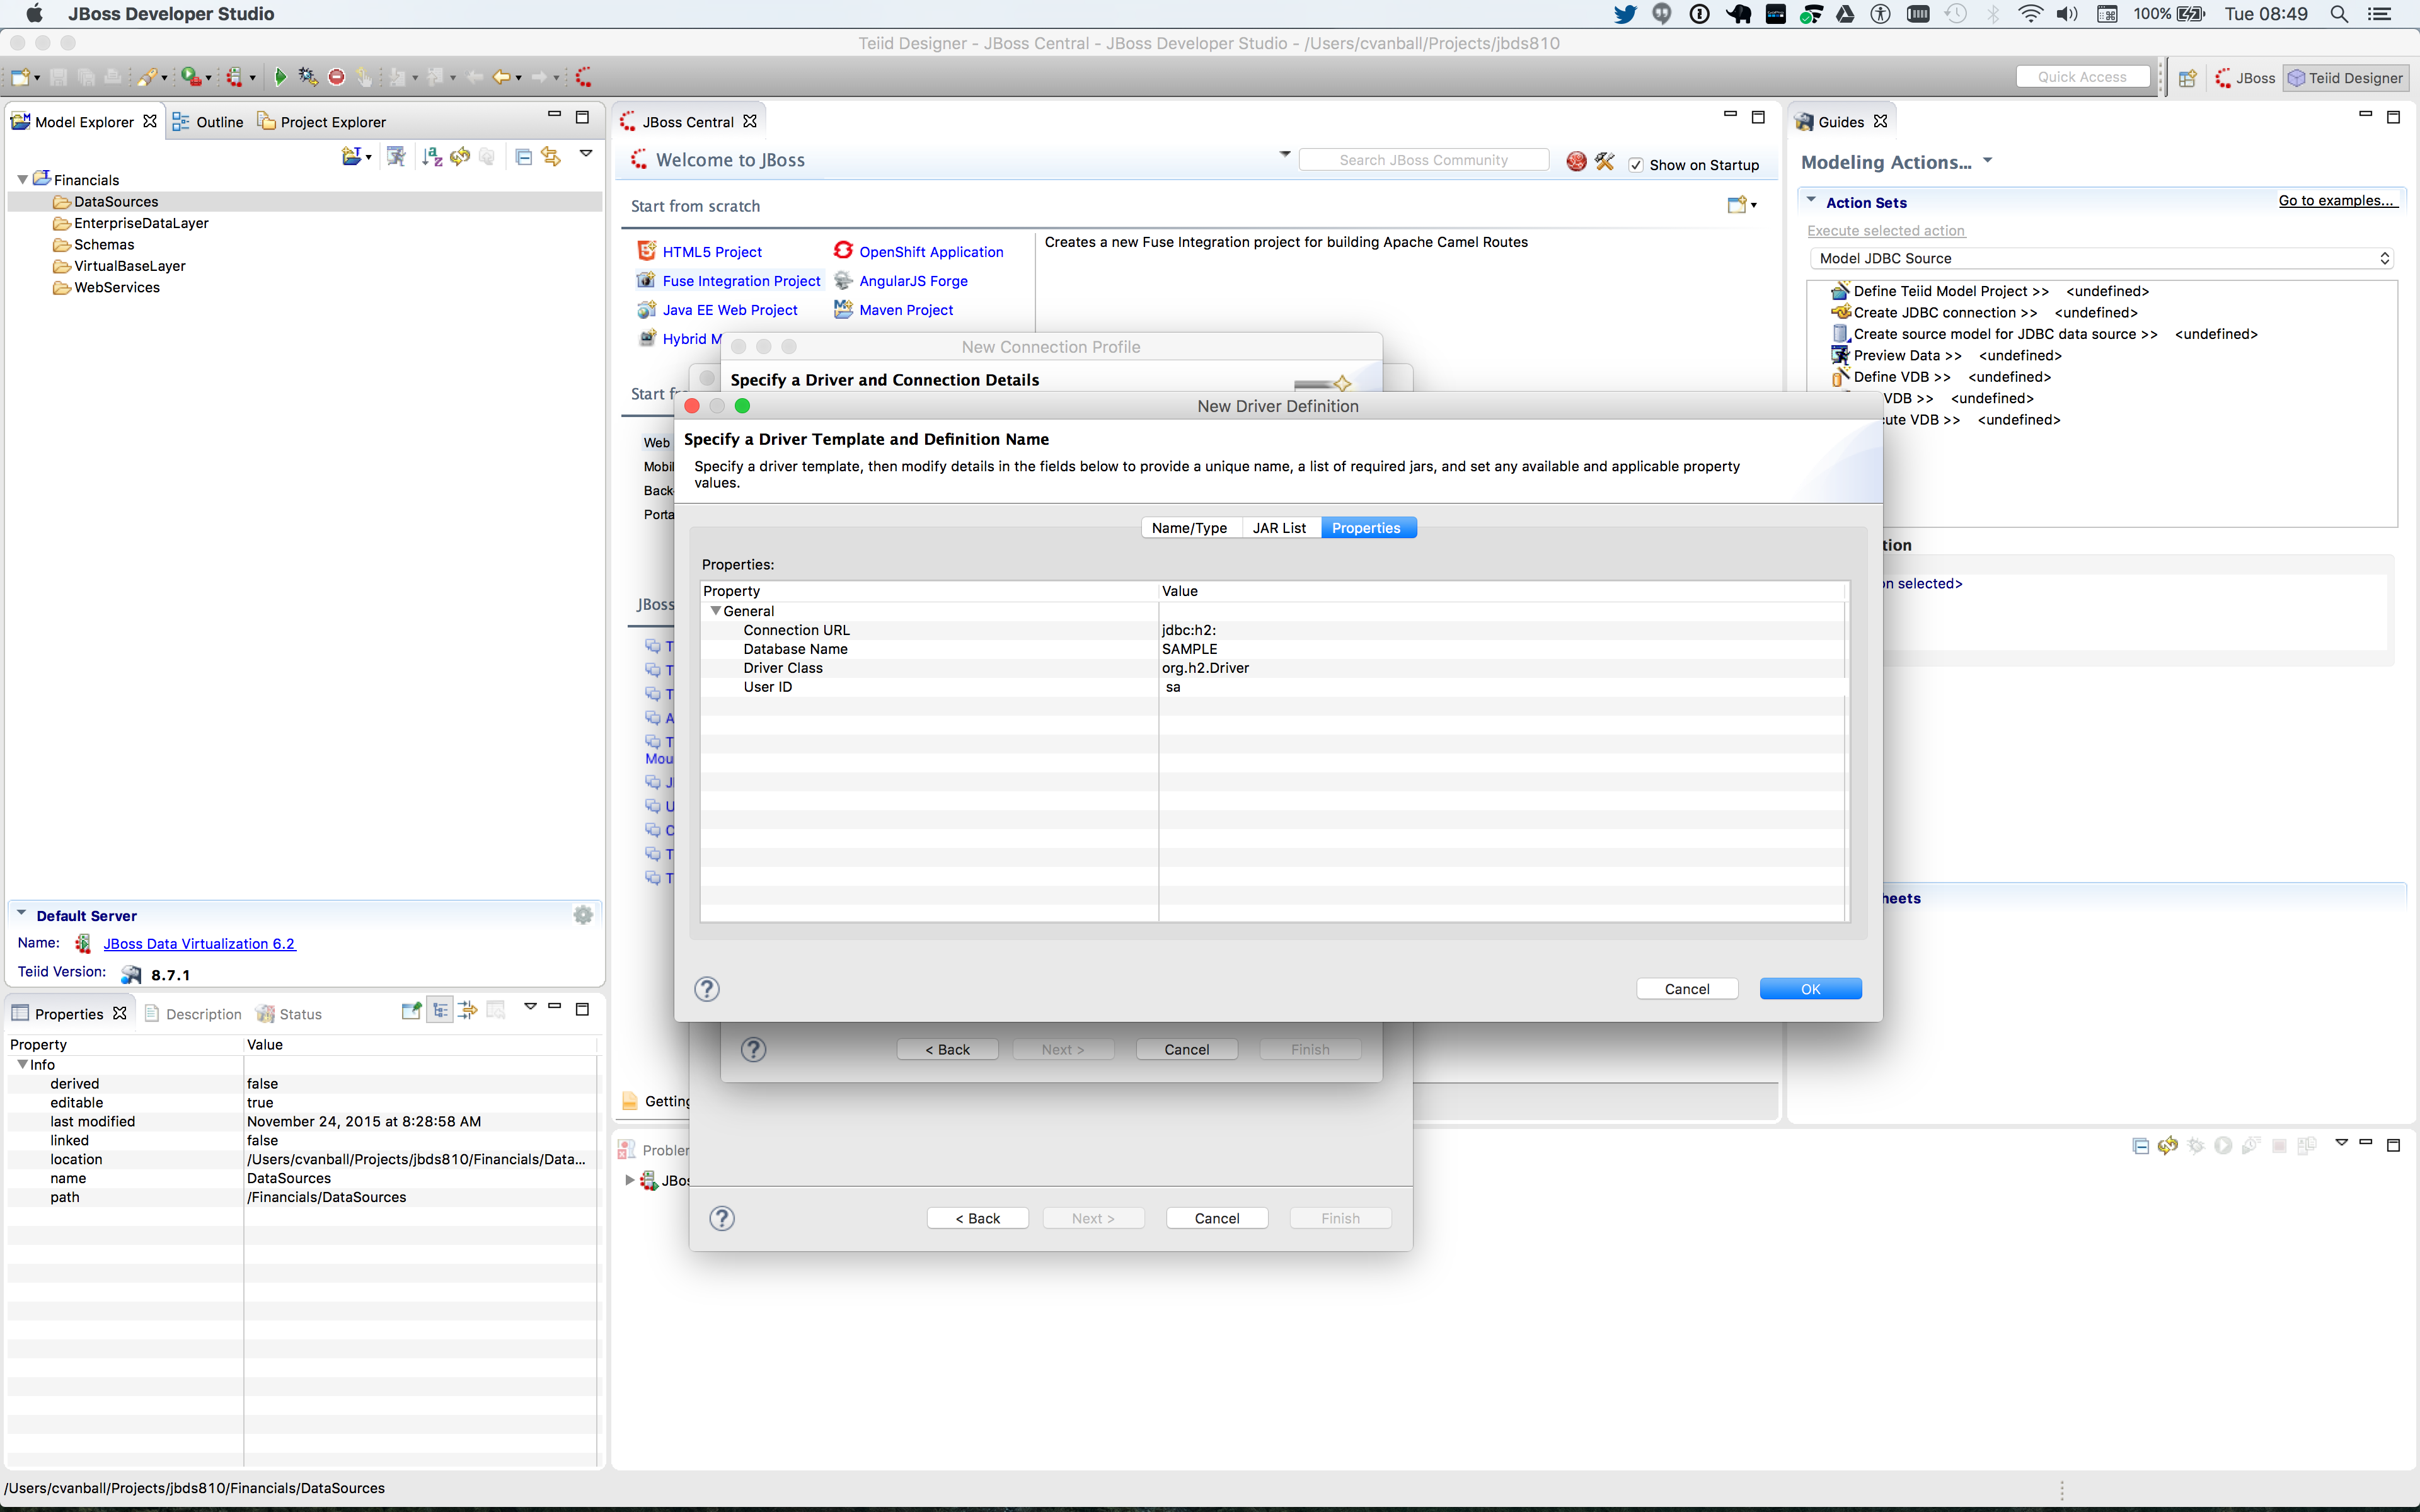 JBoss Developer Studio
100%
Tue 08:49
Teiid Designer - JBoss Central - JBoss Developer Studio - /Users/cvanball/Projects/jbds810
Quick Access
JBoss
Teiid Designer
Model Explorer
Outline
Project Explorer
Financials
DataSources
EnterpriseDataLayer
Schemas
VirtualBaseLayer
WebServices
Default Server
Name: JBoss Data Virtualization 6.2
Teiid Version: 8.7.1
Properties
Description
Status
Property Value
Info
derived false
editable true
last modified November 24, 2015 at 8:28:58 AM
linked false
location /Users/cvanball/Projects/jbds810/Financials/Data...
name DataSources
path /Financials/DataSources
/Users/cvanball/Projects/jbds810/Financials/DataSources
JBoss Central
Welcome to JBoss
Search JBoss Community
Show on Startup
Start from scratch
HTML5 Project
OpenShift Application
Fuse Integration Project
AngularJS Forge
Java EE Web Project
Maven Project
Hybrid M
Creates a new Fuse Integration project for building Apache Camel Routes
Start fr
Web
Mobil
Back
Porta
JBoss
T
T
T
A
T
Mou
J
U
C
T
T
Getting
Problem
JBos
New Connection Profile
Specify a Driver and Connection Details
New Driver Definition
Specify a Driver Template and Definition Name
Specify a driver template, then modify details in the fields below to provide a unique name, a list of required jars, and set any available and applicable property
values.
Name/Type
JAR List
Properties
Properties:
Property Value
General
Connection URL jdbc:h2:
Database Name SAMPLE
Driver Class org.h2.Driver
User ID sa
?
Cancel
OK
?
< Back
Next >
Cancel
Finish
?
< Back
Next >
Cancel
Finish
Guides
Modeling Actions...
Action Sets
Go to examples...
Execute selected action
Model JDBC Source
Define Teiid Model Project >> <undefined>
Create JDBC connection >> <undefined>
Create source model for JDBC data source >> <undefined>
Preview Data >> <undefined>
Define VDB >> <undefined>
VDB >> <undefined>
ute VDB >> <undefined>
tion
n selected>
heets